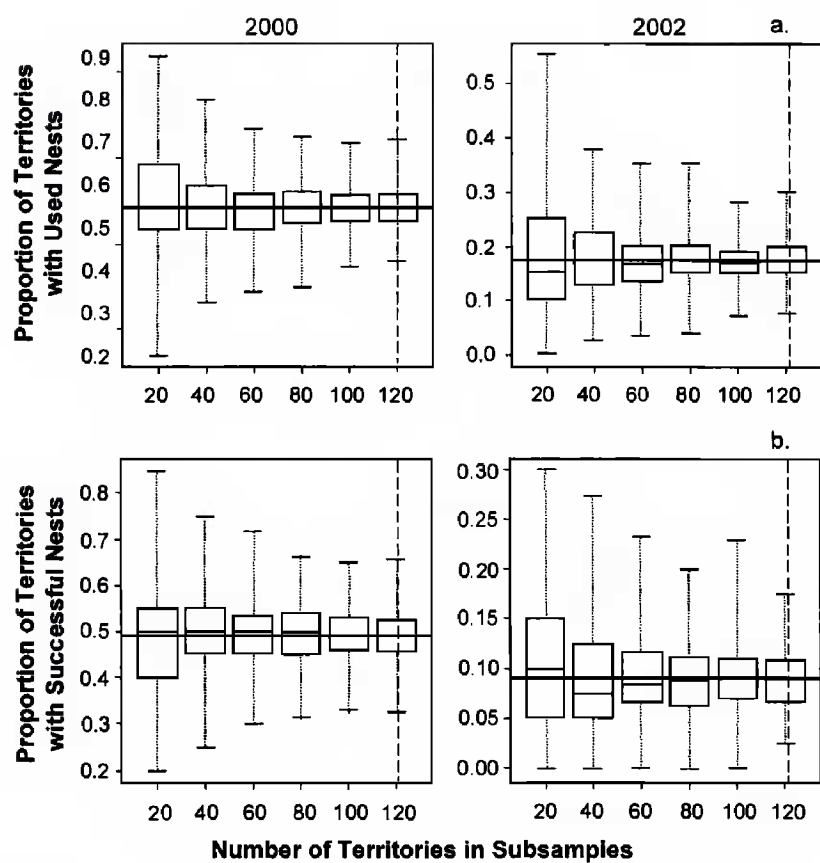 2000
2002
a.
Proportion of Territories
with Used Nests
0.9
0.8
0.7
0.6
0.5
0.4
0.3
0.2
20 40 60 80 100 120
0.5
0.3
0.2
0.1
0.0
20 40 60 80 100 120
b.
Proportion of Territories
with Successful Nests
0.8
0.7
0.6
0.5
0.4
0.3
0.2
20 40 60 80 100 120
0.30
0.25
0.20
0.15
0.10
0.05
0.00
20 40 60 80 100 120
Number of Territories in Subsamples